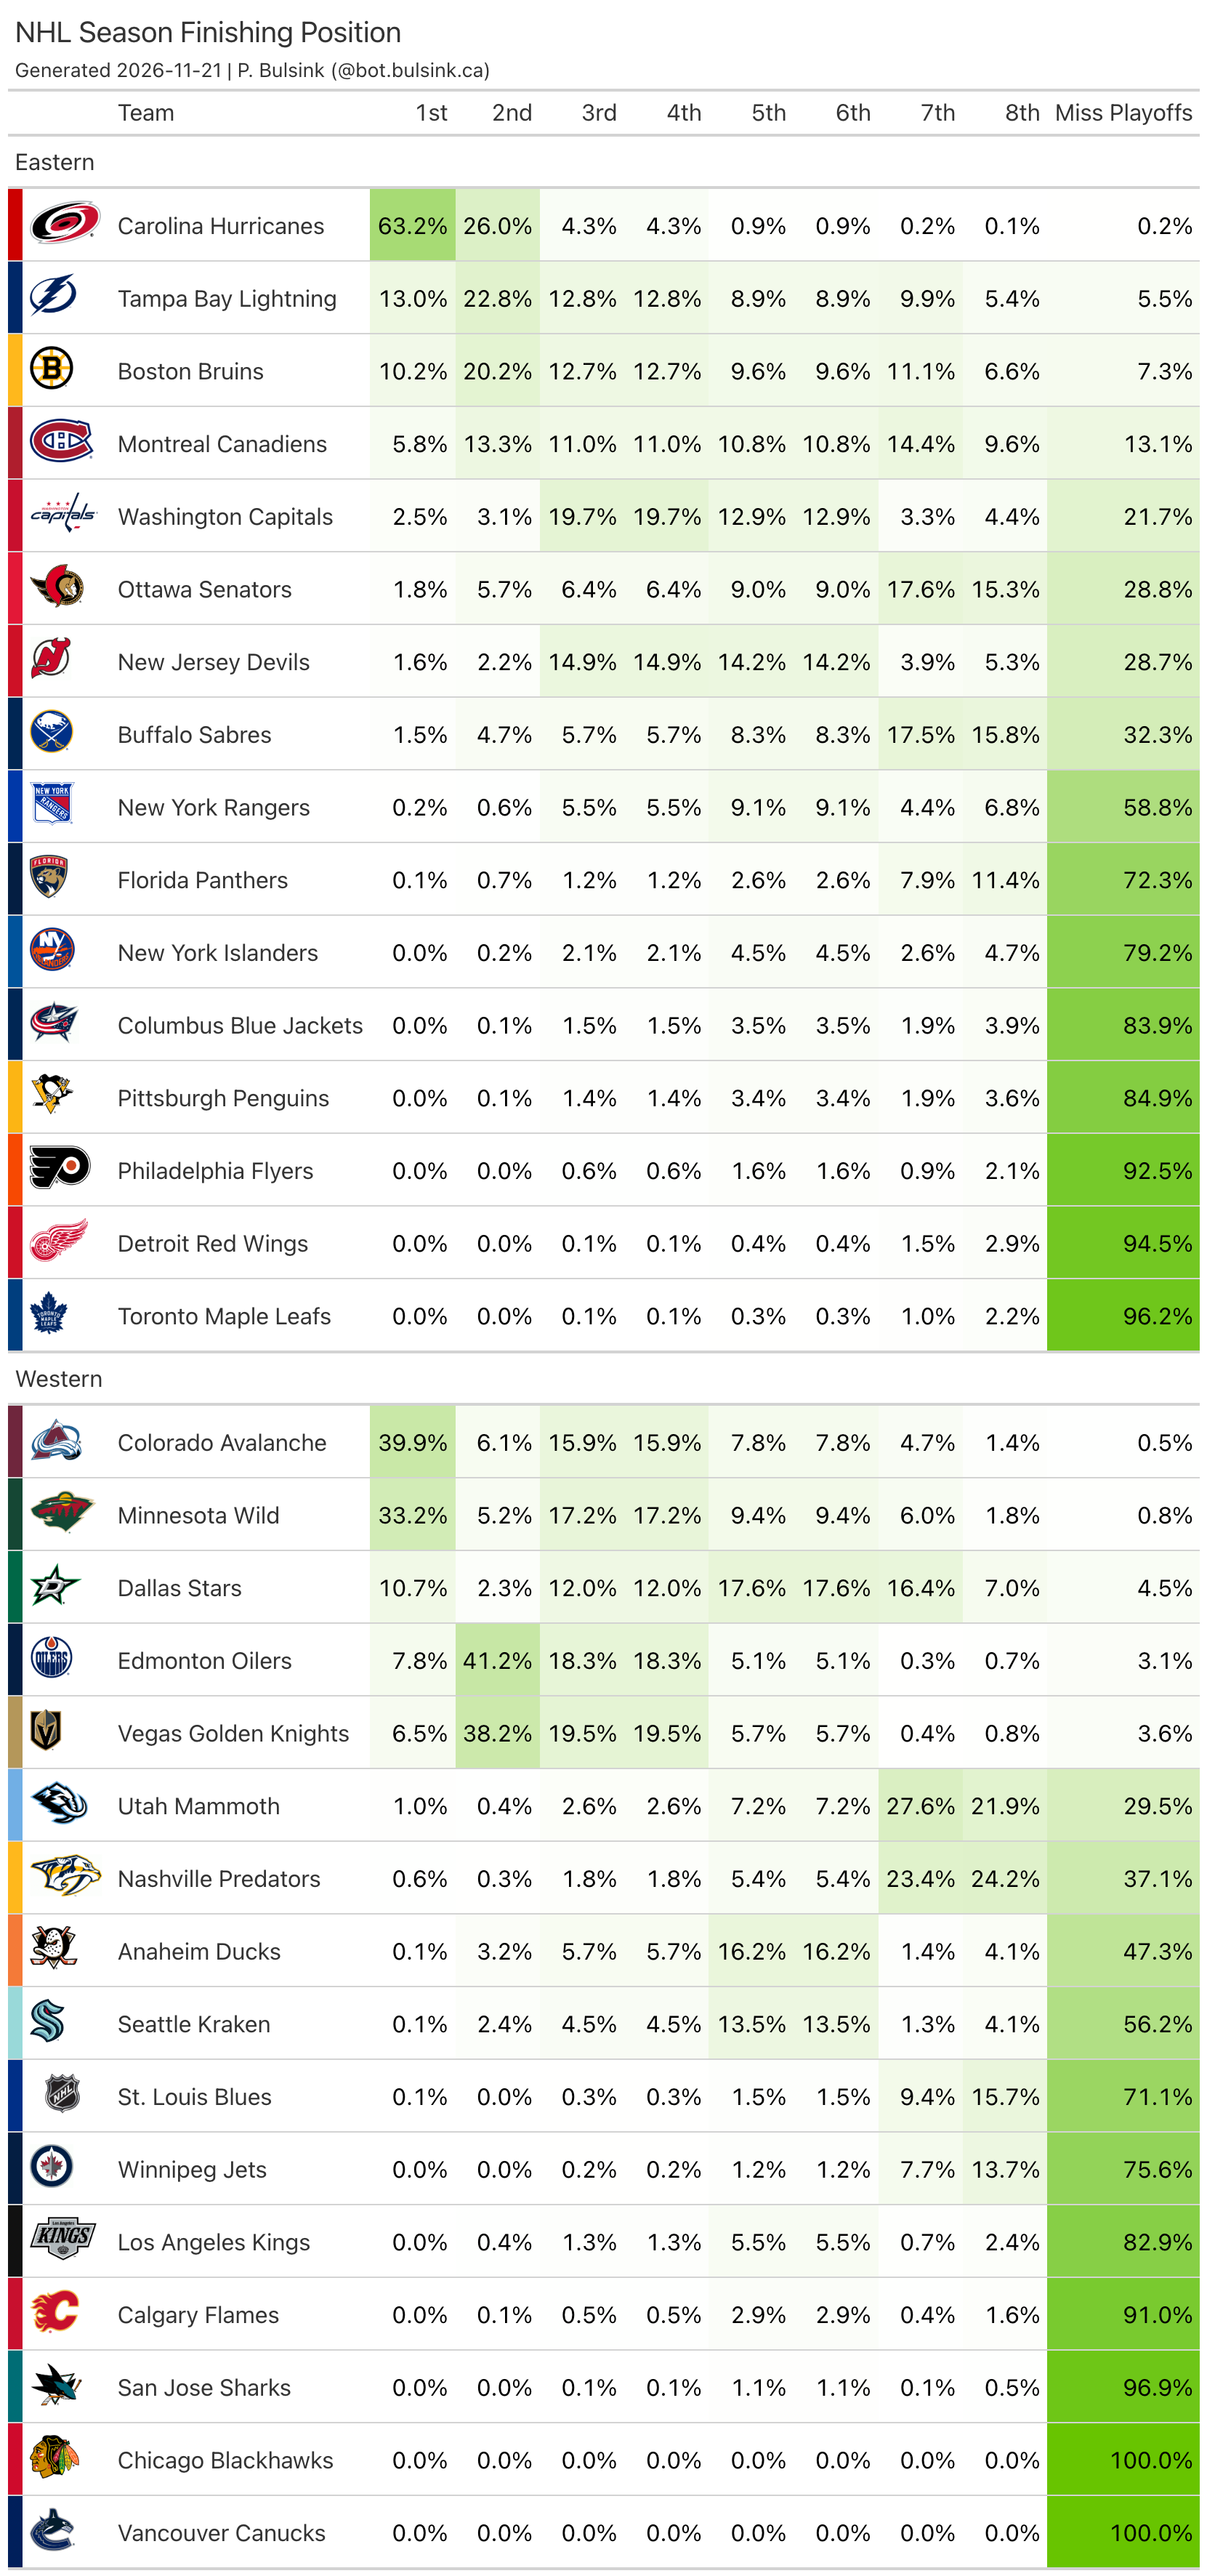 NHL Season Finishing Position
Generated 2026-11-21 | P. Bulsink (@bot.bulsink.ca)
Team 1st 2nd 3rd 4th 5th 6th 7th 8th Miss Playoffs
Eastern
Carolina Hurricanes 63.2% 26.0% 4.3% 4.3% 0.9% 0.9% 0.2% 0.1% 0.2%
Tampa Bay Lightning 13.0% 22.8% 12.8% 12.8% 8.9% 8.9% 9.9% 5.4% 5.5%
B Boston Bruins 10.2% 20.2% 12.7% 12.7% 9.6% 9.6% 11.1% 6.6% 7.3%
Montreal Canadiens 5.8% 13.3% 11.0% 11.0% 10.8% 10.8% 14.4% 9.6% 13.1%
capitals Washington Capitals 2.5% 3.1% 19.7% 19.7% 12.9% 12.9% 3.3% 4.4% 21.7%
Ottawa Senators 1.8% 5.7% 6.4% 6.4% 9.0% 9.0% 17.6% 15.3% 28.8%
New Jersey Devils 1.6% 2.2% 14.9% 14.9% 14.2% 14.2% 3.9% 5.3% 28.7%
Buffalo Sabres 1.5% 4.7% 5.7% 5.7% 8.3% 8.3% 17.5% 15.8% 32.3%
NEW YORK RANGERS New York Rangers 0.2% 0.6% 5.5% 5.5% 9.1% 9.1% 4.4% 6.8% 58.8%
FLORIDA Florida Panthers 0.1% 0.7% 1.2% 1.2% 2.6% 2.6% 7.9% 11.4% 72.3%
NY New York Islanders 0.0% 0.2% 2.1% 2.1% 4.5% 4.5% 2.6% 4.7% 79.2%
Columbus Blue Jackets 0.0% 0.1% 1.5% 1.5% 3.5% 3.5% 1.9% 3.9% 83.9%
Pittsburgh Penguins 0.0% 0.1% 1.4% 1.4% 3.4% 3.4% 1.9% 3.6% 84.9%
Philadelphia Flyers 0.0% 0.0% 0.6% 0.6% 1.6% 1.6% 0.9% 2.1% 92.5%
Detroit Red Wings 0.0% 0.0% 0.1% 0.1% 0.4% 0.4% 1.5% 2.9% 94.5%
TORONTO MAPLE LEAFS Toronto Maple Leafs 0.0% 0.0% 0.1% 0.1% 0.3% 0.3% 1.0% 2.2% 96.2%
Western
Colorado Avalanche 39.9% 6.1% 15.9% 15.9% 7.8% 7.8% 4.7% 1.4% 0.5%
Minnesota Wild 33.2% 5.2% 17.2% 17.2% 9.4% 9.4% 6.0% 1.8% 0.8%
D Dallas Stars 10.7% 2.3% 12.0% 12.0% 17.6% 17.6% 16.4% 7.0% 4.5%
OILERS Edmonton Oilers 7.8% 41.2% 18.3% 18.3% 5.1% 5.1% 0.3% 0.7% 3.1%
Vegas Golden Knights 6.5% 38.2% 19.5% 19.5% 5.7% 5.7% 0.4% 0.8% 3.6%
Utah Mammoth 1.0% 0.4% 2.6% 2.6% 7.2% 7.2% 27.6% 21.9% 29.5%
Nashville Predators 0.6% 0.3% 1.8% 1.8% 5.4% 5.4% 23.4% 24.2% 37.1%
Anaheim Ducks 0.1% 3.2% 5.7% 5.7% 16.2% 16.2% 1.4% 4.1% 47.3%
Seattle Kraken 0.1% 2.4% 4.5% 4.5% 13.5% 13.5% 1.3% 4.1% 56.2%
NHL St. Louis Blues 0.1% 0.0% 0.3% 0.3% 1.5% 1.5% 9.4% 15.7% 71.1%
Winnipeg Jets 0.0% 0.0% 0.2% 0.2% 1.2% 1.2% 7.7% 13.7% 75.6%
Los Angeles KINGS Los Angeles Kings 0.0% 0.4% 1.3% 1.3% 5.5% 5.5% 0.7% 2.4% 82.9%
Calgary Flames 0.0% 0.1% 0.5% 0.5% 2.9% 2.9% 0.4% 1.6% 91.0%
San Jose Sharks 0.0% 0.0% 0.1% 0.1% 1.1% 1.1% 0.1% 0.5% 96.9%
Chicago Blackhawks 0.0% 0.0% 0.0% 0.0% 0.0% 0.0% 0.0% 0.0% 100.0%
Vancouver Canucks 0.0% 0.0% 0.0% 0.0% 0.0% 0.0% 0.0% 0.0% 100.0%